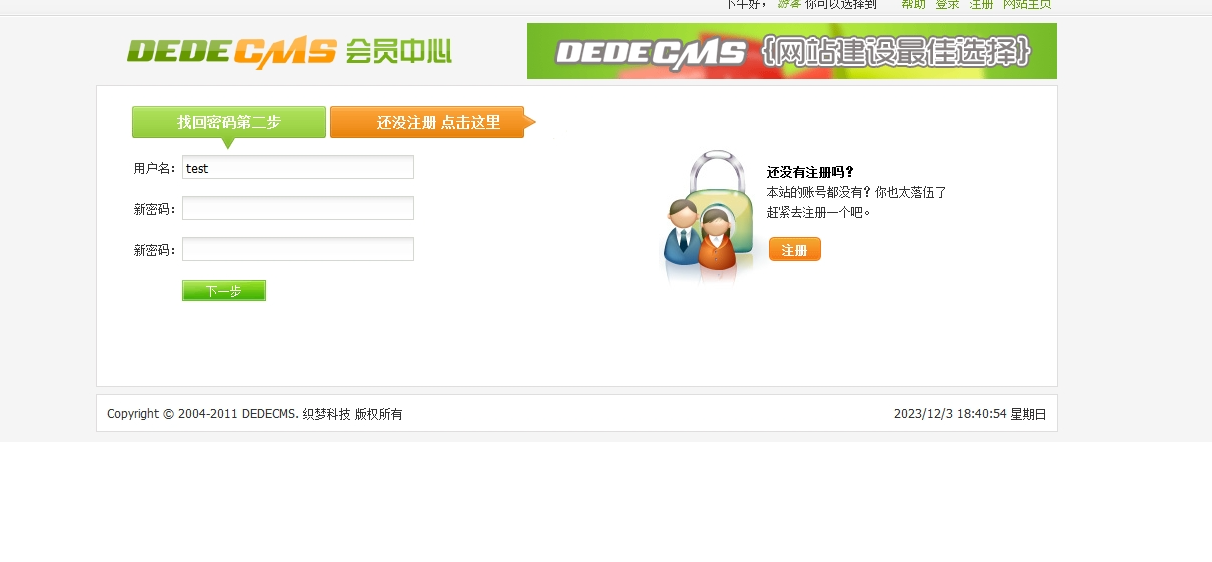 下午好， 游客 你可以选择到 帮助 登录 注册 网站主页
DEDECMS 会员中心
DEDECMS {网站建设最佳选择}
找回密码第二步
还没注册 点击这里
用户名： test
新密码：
新密码：
下一步
还没有注册吗？
本站的账号都没有？你也太落伍了
赶紧去注册一个吧。
注册
Copyright © 2004-2011 DEDECMS. 织梦科技 版权所有
2023/12/3 18:40:54 星期日